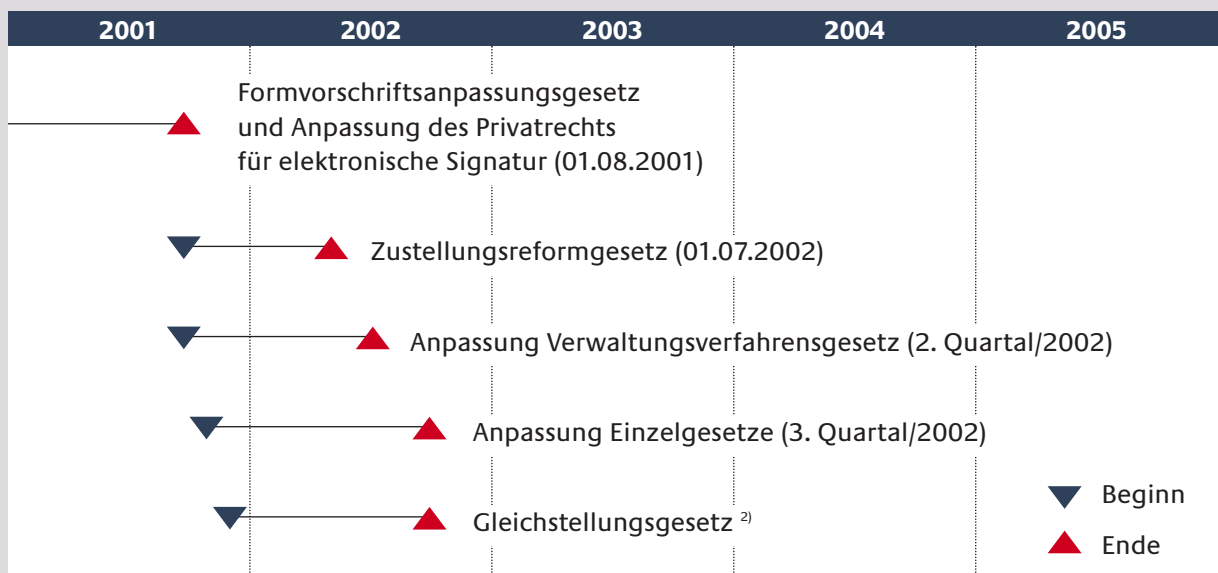 2001 2002 2003 2004 2005
Formvorschriftsanpassungsgesetz
und Anpassung des Privatrechts
für elektronische Signatur (01.08.2001)
Zustellungsreformgesetz (01.07.2002)
Anpassung Verwaltungsverfahrensgesetz (2. Quartal/2002)
Anpassung Einzelgesetze (3. Quartal/2002)
Gleichstellungsgesetz ²⁾
Beginn
Ende